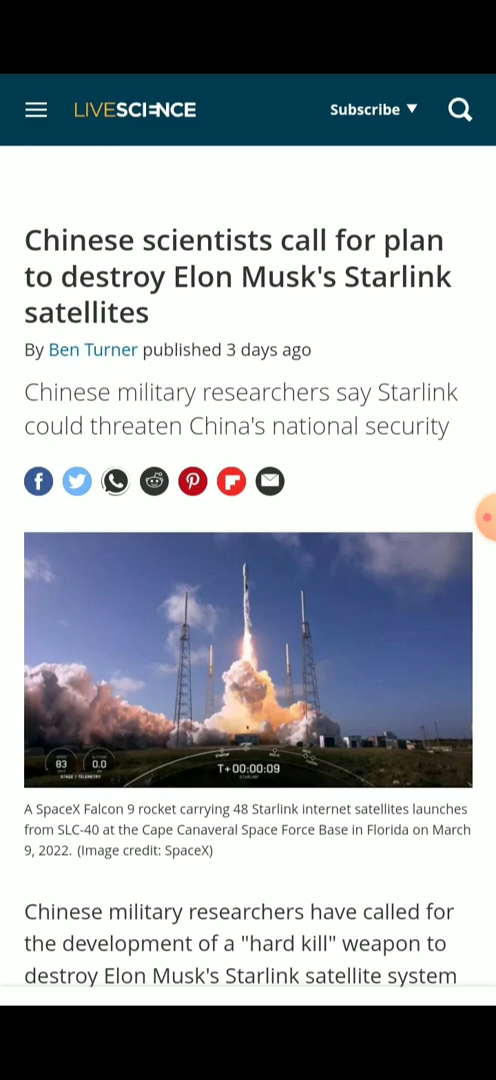 LIVESCIENCE
Subscribe ▼
Chinese scientists call for plan
to destroy Elon Musk's Starlink
satellites
By Ben Turner published 3 days ago
Chinese military researchers say Starlink
could threaten China's national security
83
0.0
STAGE 1 TELEMETRY
T+00:00:09
STARLINK
A SpaceX Falcon 9 rocket carrying 48 Starlink internet satellites launches
from SLC-40 at the Cape Canaveral Space Force Base in Florida on March
9, 2022. (Image credit: SpaceX)
Chinese military researchers have called for
the development of a "hard kill" weapon to
destroy Elon Musk's Starlink satellite system